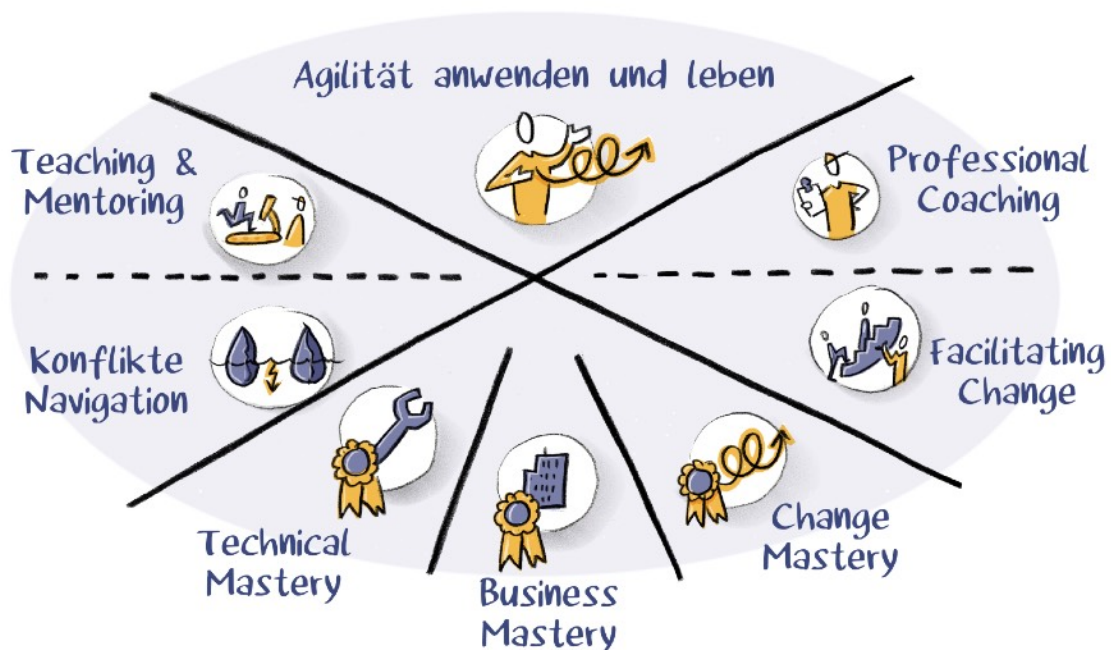 Agilität anwenden und leben
Teaching &
Mentoring
Professional
Coaching
Konflikte
Navigation
Facilitating
Change
Technical
Mastery
Business
Mastery
Change
Mastery